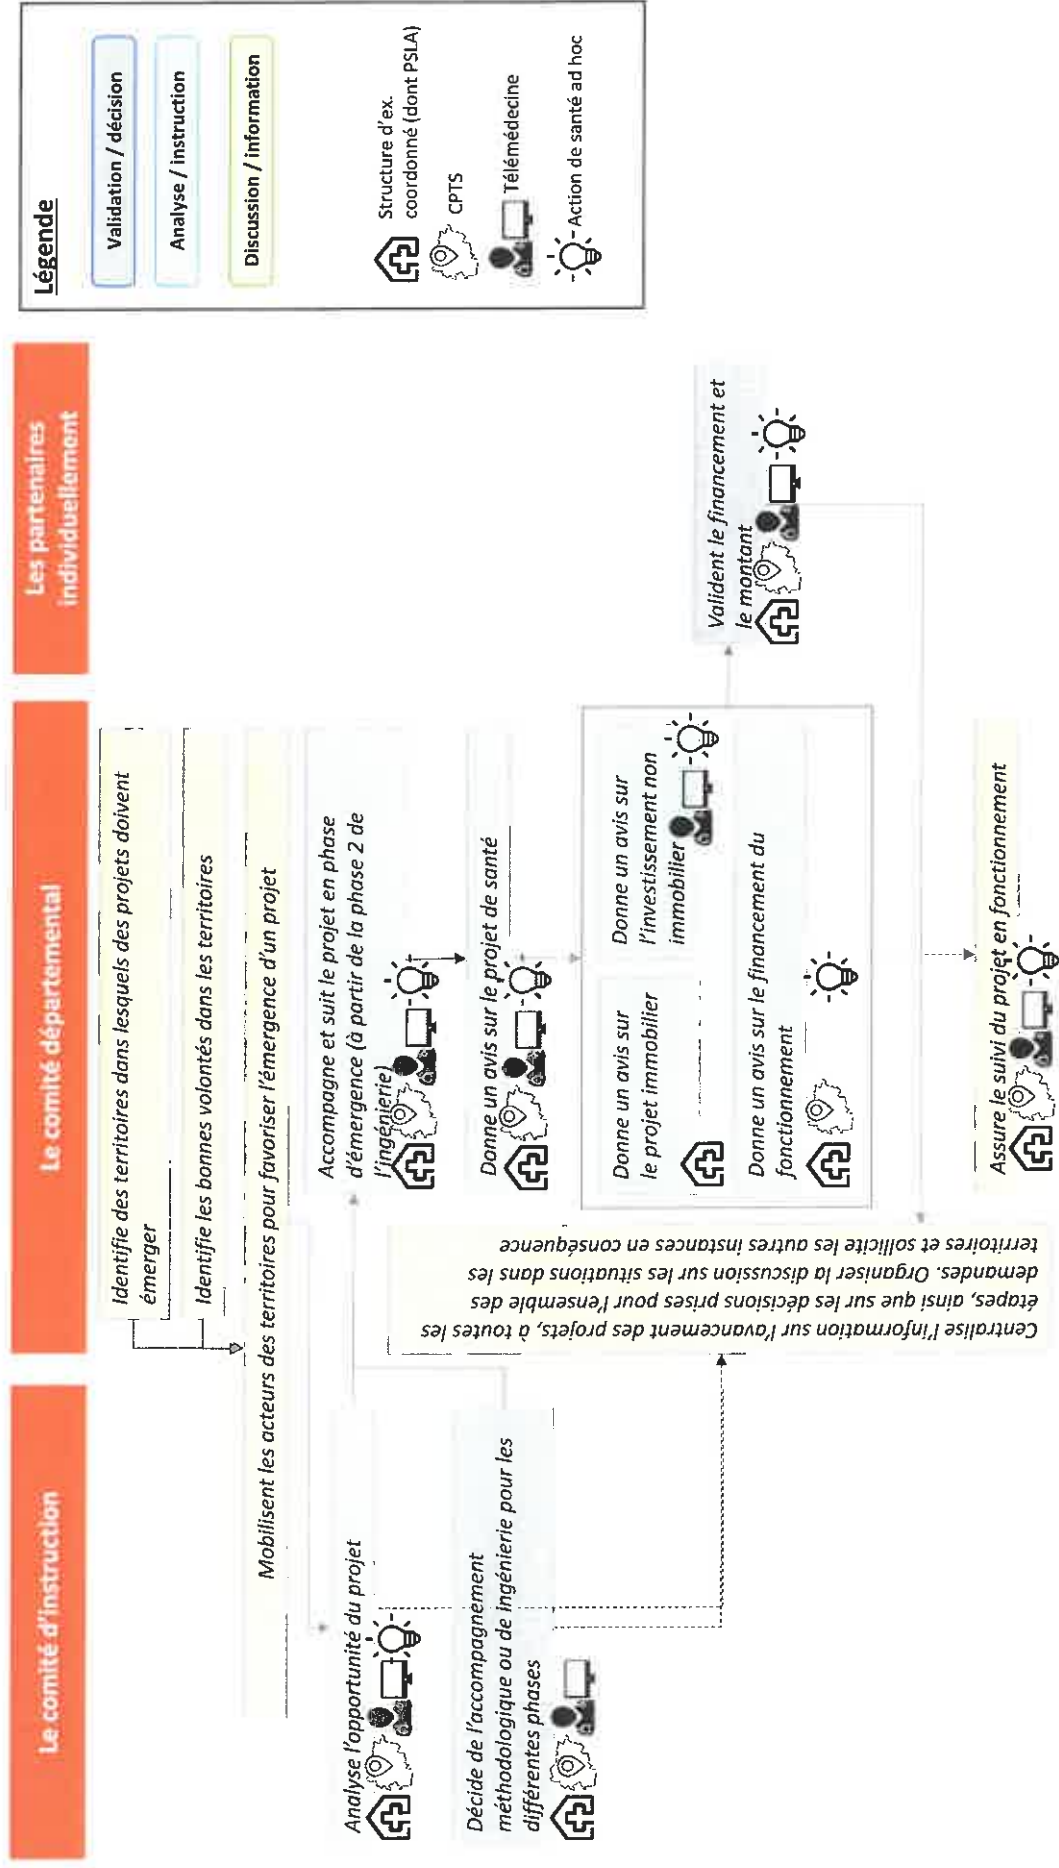 Le comité d'instruction
Le comité départemental
Les partenaires
individuellement
Légende
Validation / décision
Analyse / instruction
Discussion / information
Structure d'ex.
coordonné (dont PSLA)
CPTS
Télémédecine
Action de santé ad hoc
Identifie des territoires dans lesquels des projets doivent
émerger
Identifie les bonnes volontés dans les territoires
Mobilisent les acteurs des territoires pour favoriser l'émergence d'un projet
Analyse l'opportunité du projet
Décide de l'accompagnement
méthodologique ou de ingénierie pour les
différentes phases
Accompagne et suit le projet en phase
d'émergence (à partir de la phase 2 de
l'ingénierie)
Donne un avis sur le projet de santé
Donne un avis sur
le projet immobilier
Donne un avis sur
l'investissement non
immobilier
Donne un avis sur le financement du
fonctionnement
Valident le financement et
le montant
Centralise l'information sur l'avancement des projets, à toutes les
étapes, ainsi que sur les décisions prises pour l'ensemble des
demandes. Organiser la discussion sur les situations dans les
territoires et sollicite les autres instances en conséquence
Assure le suivi du projet en fonctionnement